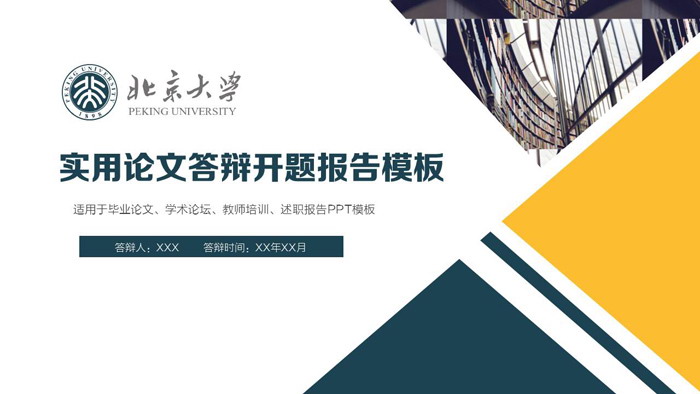 PEKING UNIVERSITY
1898
北京大学
PEKING UNIVERSITY
实用论文答辩开题报告模板
适用于毕业论文、学术论坛、教师培训、述职报告PPT模板
答辩人：XXX 答辩时间：XX年XX月